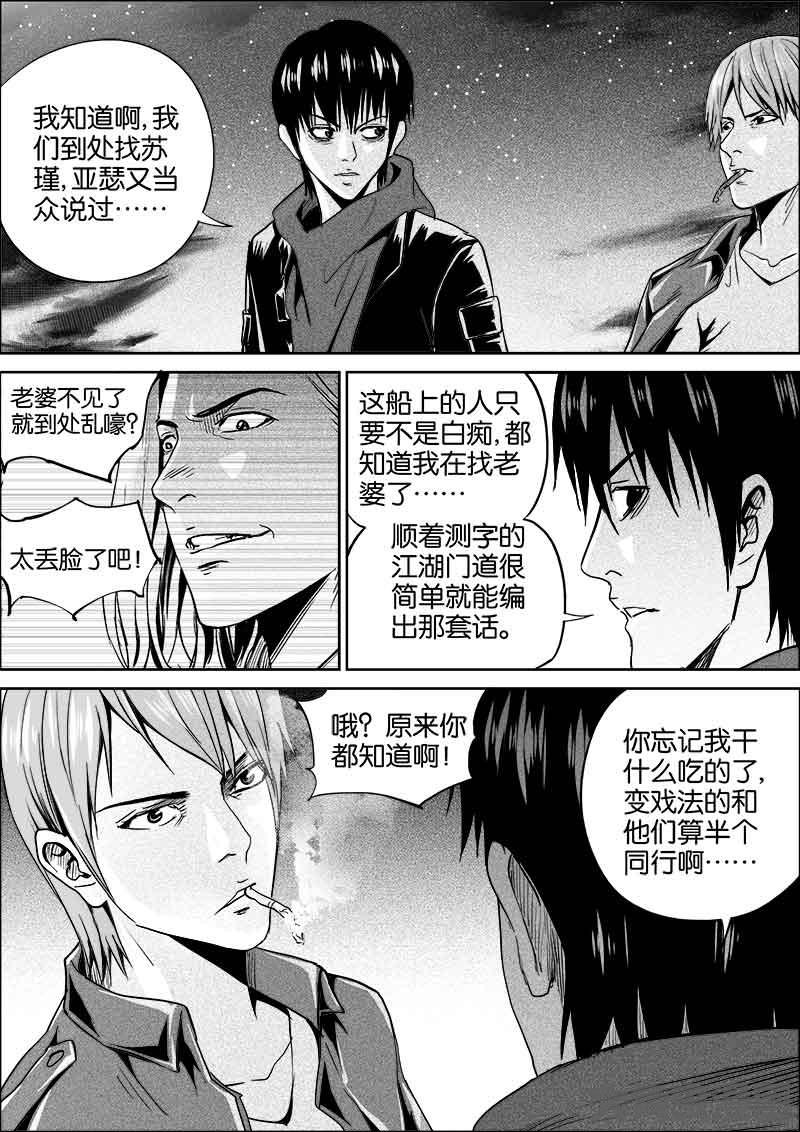 我知道啊,我
们到处找苏
瑾,亚瑟又当
众说过……
老婆不见了
就到处乱嚎?
太丢脸了吧!
这船上的人只
要不是白痴,都
知道我在找老
婆了……
顺着测字的
江湖门道很
简单就能编
出那套话。
哦?原来你
都知道啊!
你忘记我干
什么吃的了,
变戏法的和
他们算半个
同行啊……